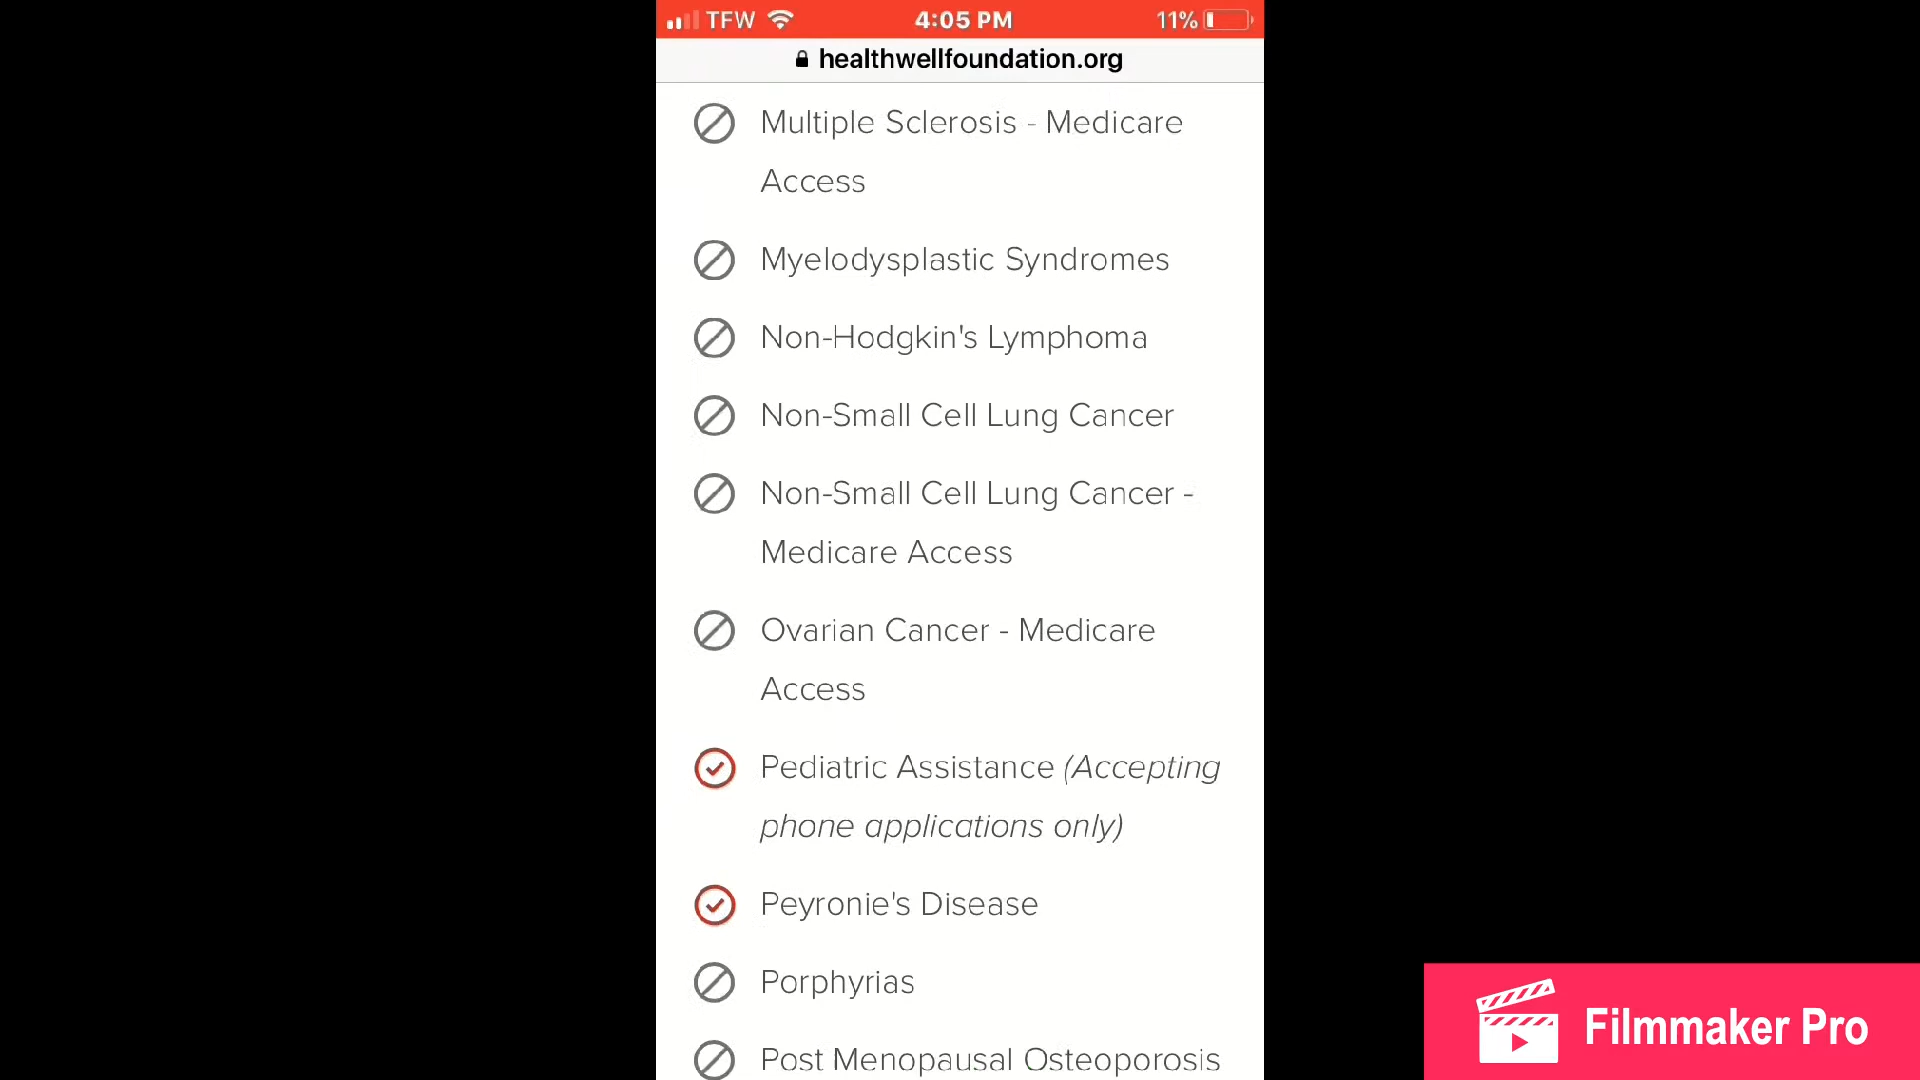 TFW 4:05 PM 11%
healthwellfoundation.org
Multiple Sclerosis - Medicare
Access
Myelodysplastic Syndromes
Non-Hodgkin's Lymphoma
Non-Small Cell Lung Cancer
Non-Small Cell Lung Cancer -
Medicare Access
Ovarian Cancer - Medicare
Access
Pediatric Assistance (Accepting
phone applications only)
Peyronie's Disease
Porphyrias
Post Menopausal Osteoporosis
Filmmaker Pro